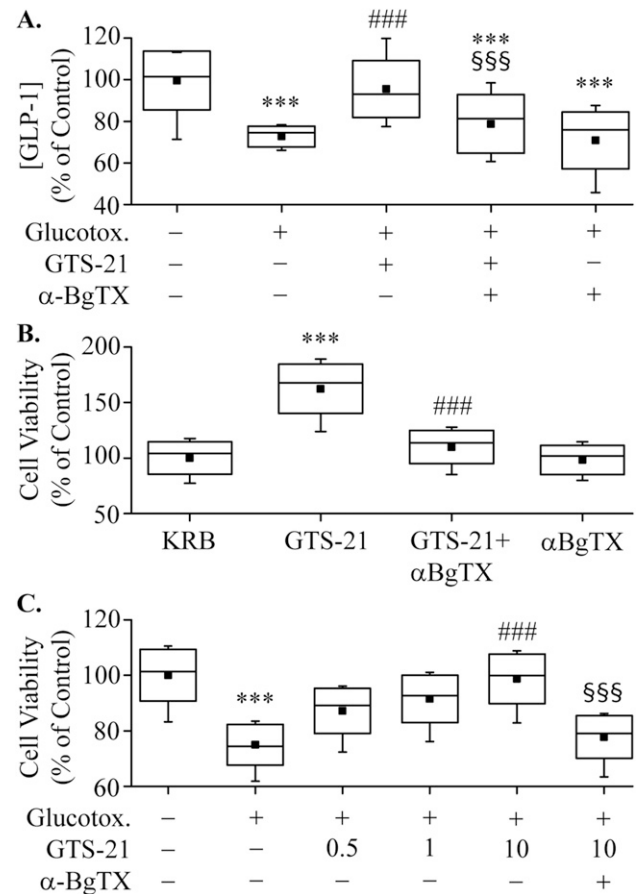 A.
[GLP-1]
(% of Control)
120
100
80
60
40
***
###
***
§§§
***
Glucotox. – + + + +
GTS-21 – – + + –
α-BgTX – – – + +
B.
Cell Viability
(% of Control)
200
150
100
50
***
###
KRB GTS-21 GTS-21+ αBgTX
αBgTX
C.
Cell Viability
(% of Control)
120
100
80
60
***
###
§§§
Glucotox. – + + + + +
GTS-21 – – 0.5 1 10 10
α-BgTX – – – – – +